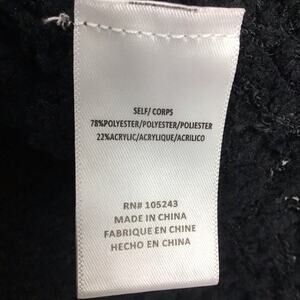 SELF/ CORPS
78%POLYESTER/POLYESTER/POLIESTER
22%ACRYLIC/ACRYLIQUE/ACRILICO
RN# 105243
MADE IN CHINA
FABRIQUE EN CHINE
HECHO EN CHINA